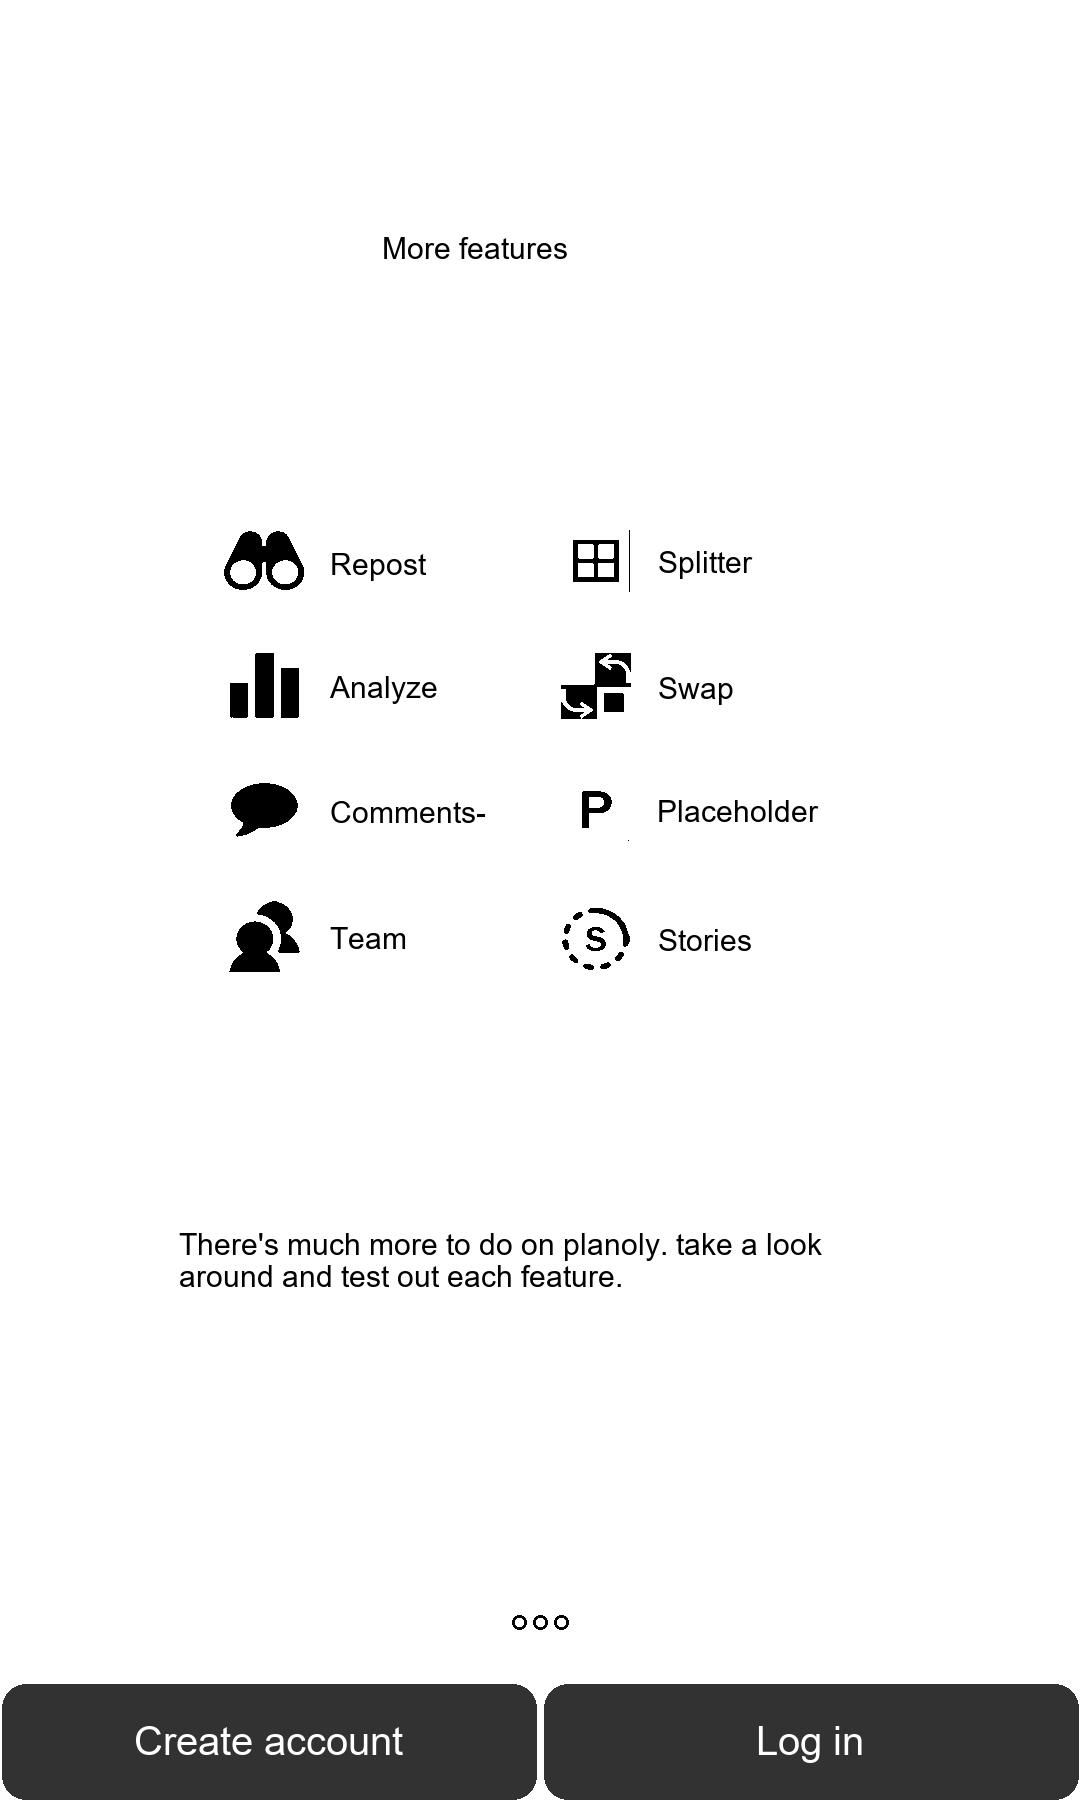 More features
Repost
Splitter
Analyze
Swap
Comments-
P
Placeholder
Team
S
Stories
There's much more to do on planoly. take a look
around and test out each feature.
Create account
Log in